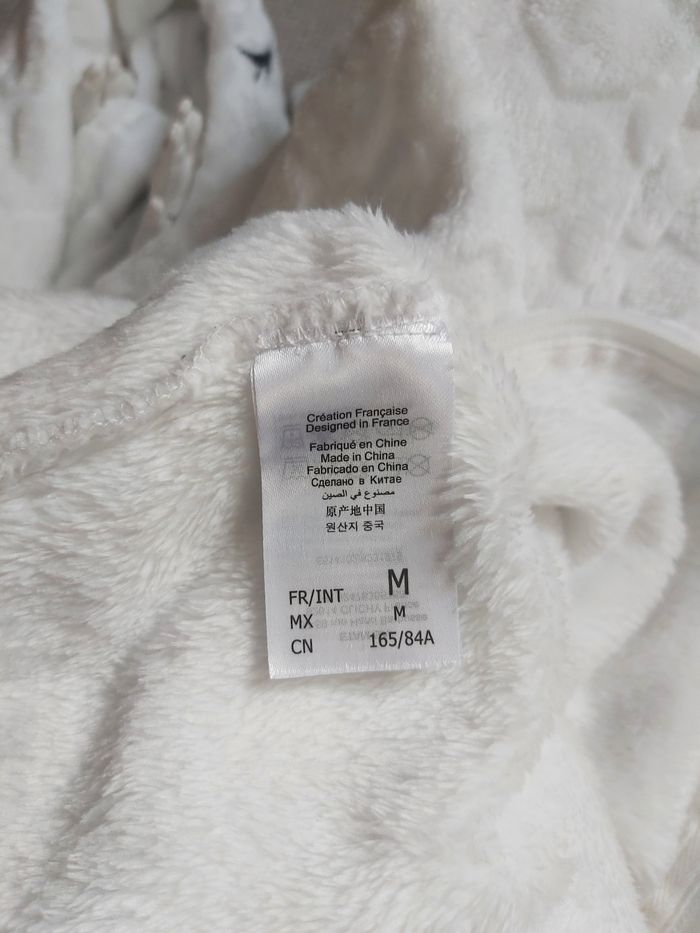 Création Française
Designed in France
Fabriqué en Chine
Made in China
Fabricado en China
Сделано в Китае
مصنوع في الصين
原产地中国
원산지 중국
FR/INT M
MX M
CN 165/84A